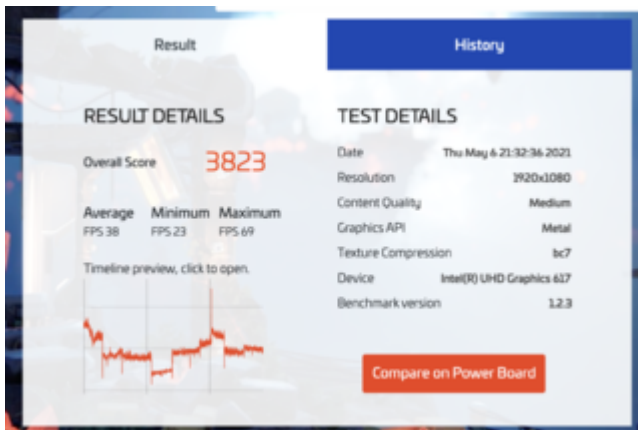 Result
History
RESULT DETAILS
Overall Score 3823
Average Minimum Maximum
FPS 38 FPS 23 FPS 69
Timeline preview, click to open.
TEST DETAILS
Date Thu May 6 21:32:36 2021
Resolution 1920x1080
Content Quality Medium
Graphics API Metal
Texture Compression bc7
Device Intel(R) UHD Graphics 617
Benchmark version 1.2.3
Compare on Power Board